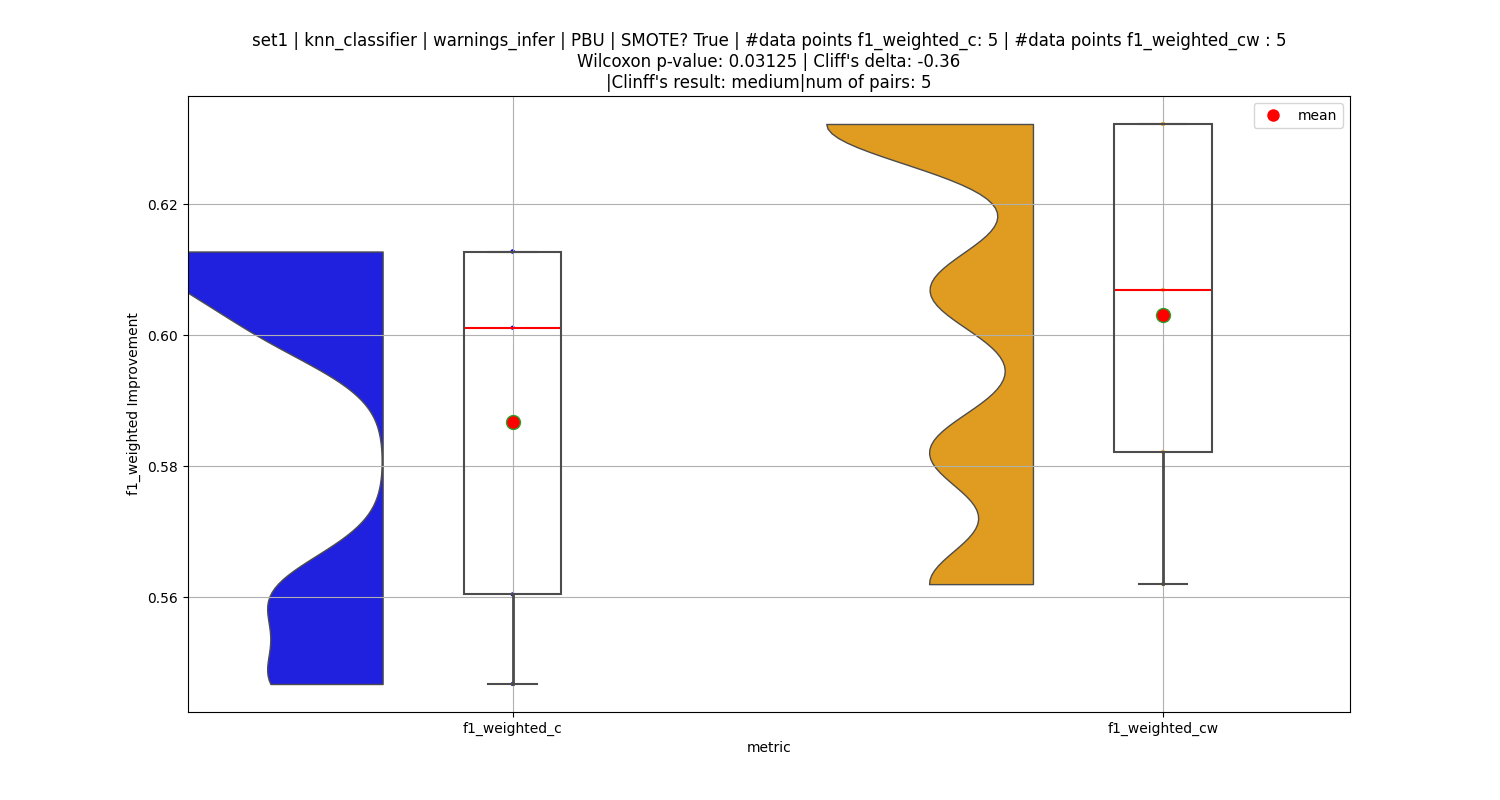 set1 | knn_classifier | warnings_infer | PBU | SMOTE? True | #data points f1_weighted_c: 5 | #data points f1_weighted_cw : 5
Wilcoxon p-value: 0.03125 | Cliff's delta: -0.36
|Clinff's result: medium|num of pairs: 5
mean
0.62
0.60
0.58
0.56
f1_weighted Improvement
f1_weighted_c
f1_weighted_cw
metric